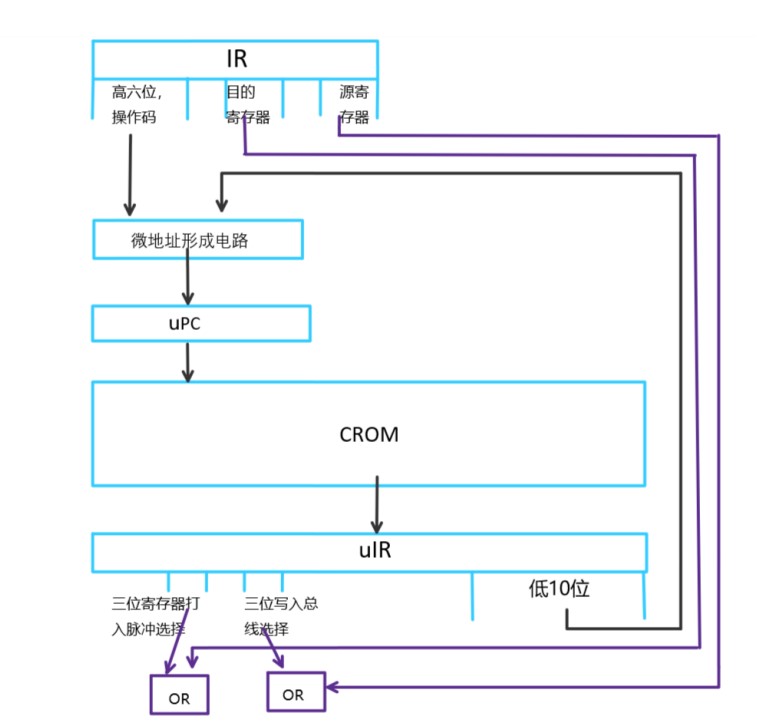 IR
高六位，
操作码
目的
寄存器
源寄
存器
微地址形成电路
uPC
CROM
uIR
三位寄存器打
入脉冲选择
三位写入总
线选择
低10位
OR
OR